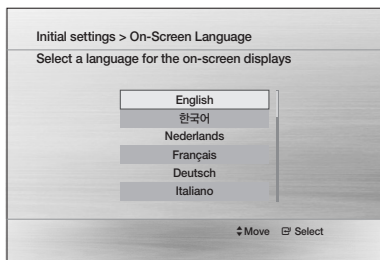 Initial settings > On-Screen Language
Select a language for the on-screen displays
English
한국어
Nederlands
Français
Deutsch
Italiano
Move Select